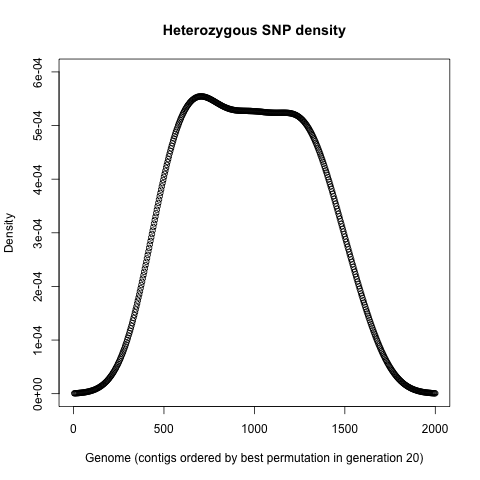 Heterozygous SNP density
6e-04
5e-04
4e-04
3e-04
2e-04
1e-04
0e+00
Density
0 500 1000 1500 2000
Genome (contigs ordered by best permutation in generation 20)